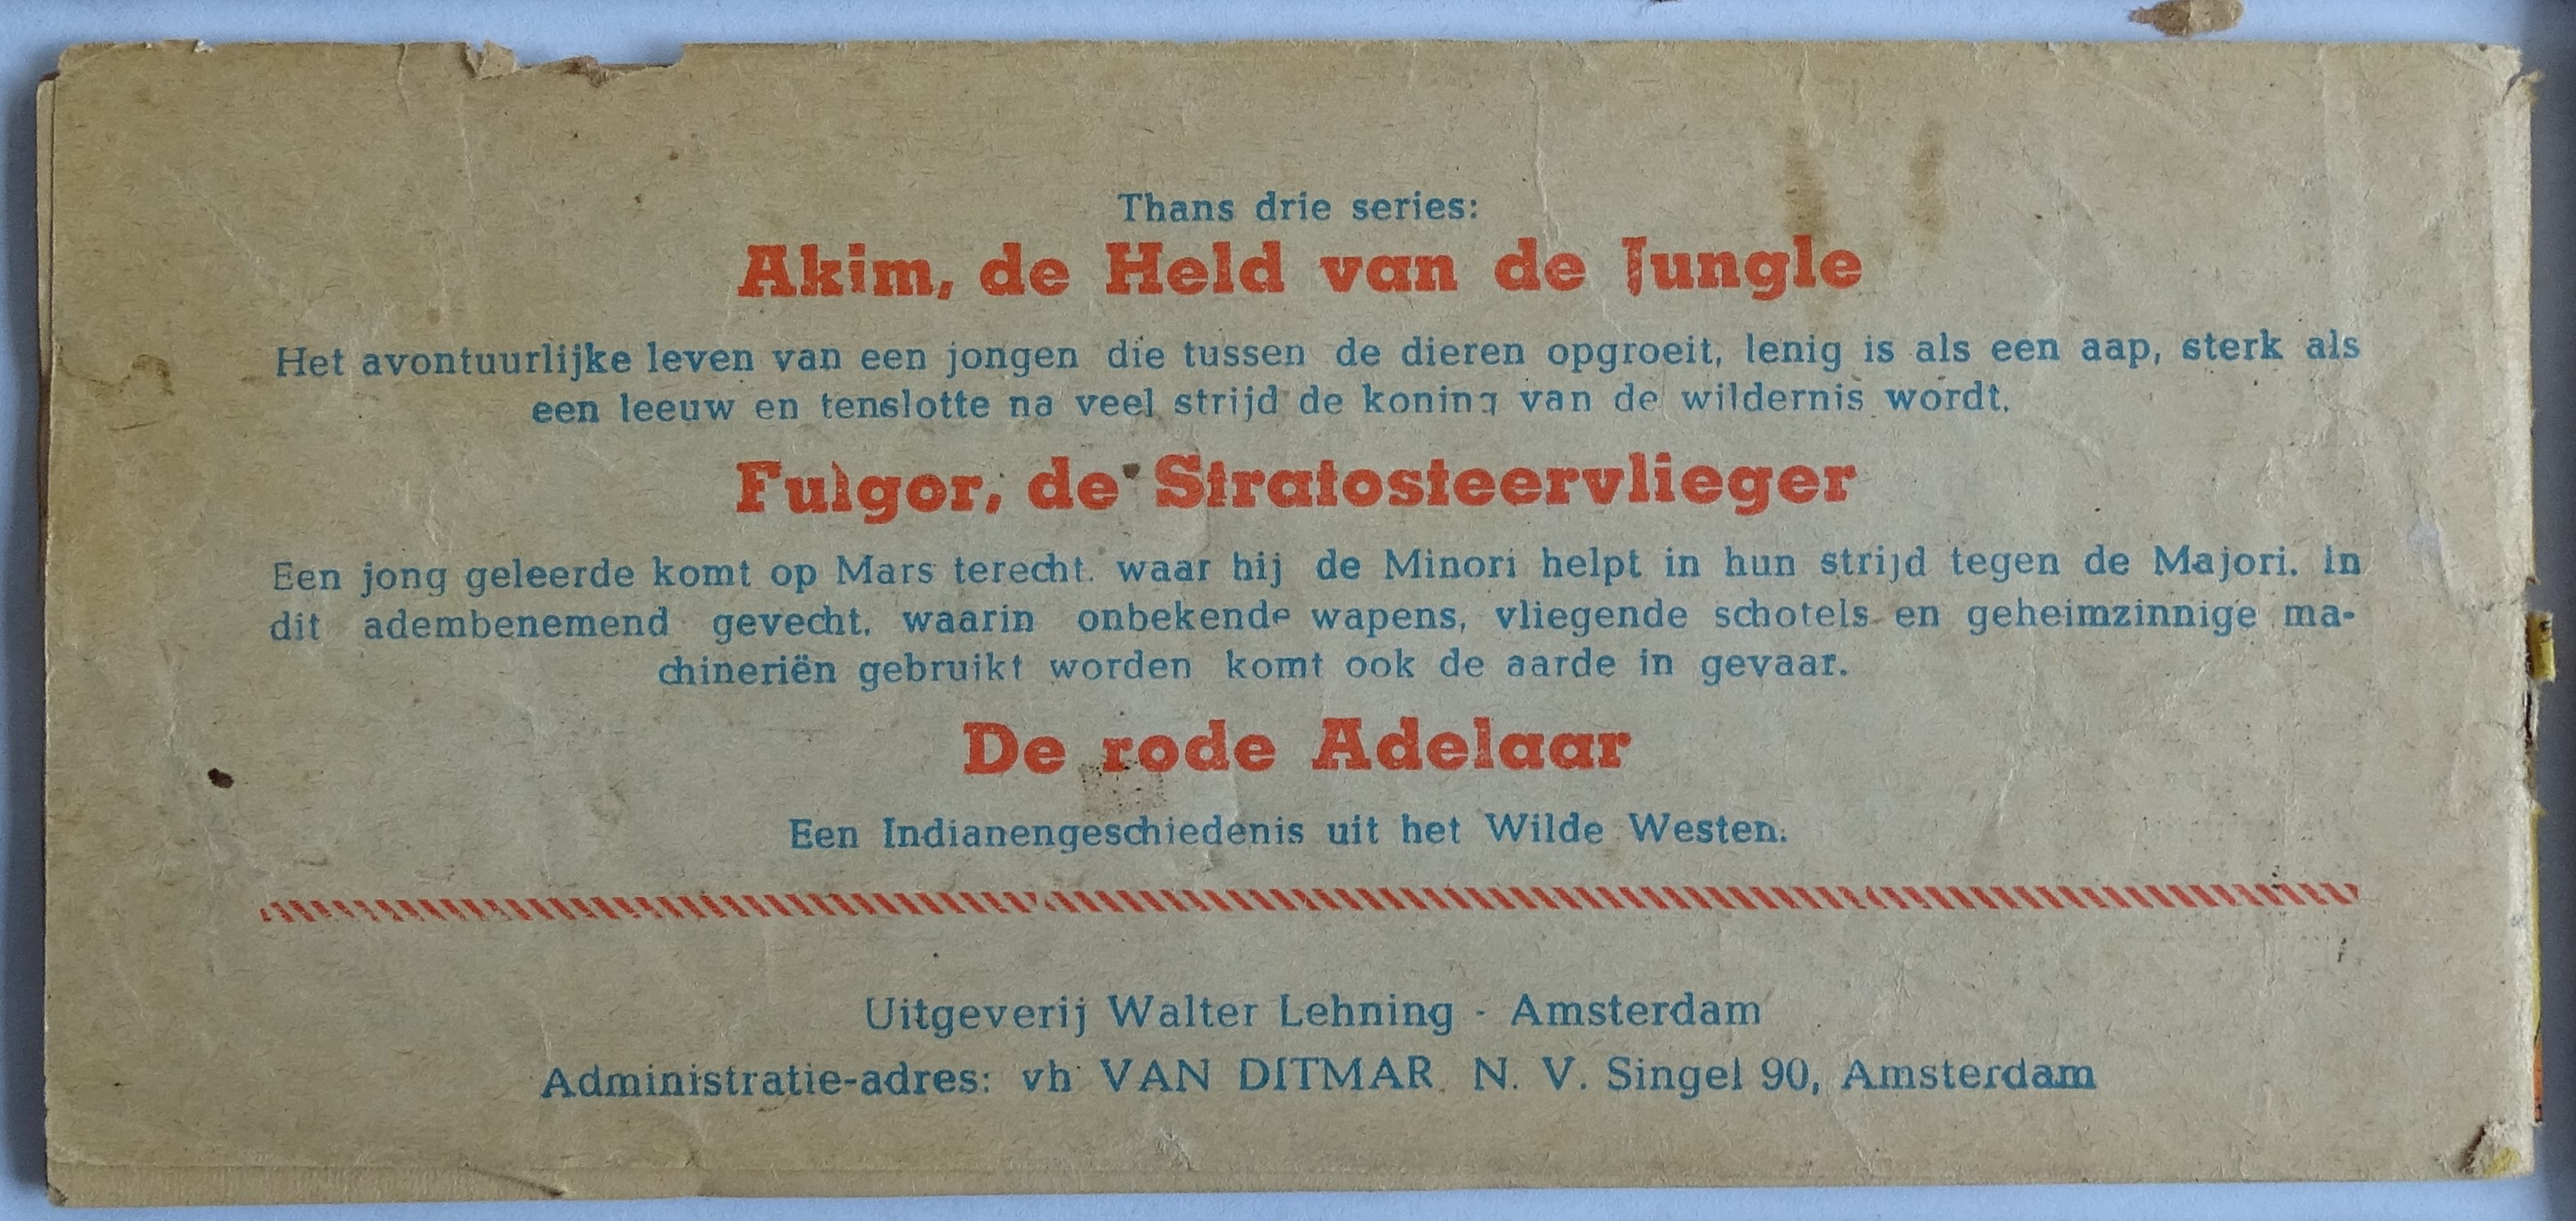 Thans drie series:
Akim, de Held van de Jungle
Het avontuurlijke leven van een jongen die tussen de dieren opgroeit, lenig is als een aap, sterk als
een leeuw en tenslotte na veel strijd de koning van de wildernis wordt.
Fulgor, de Stratosteervlieger
Een jong geleerde komt op Mars terecht. waar hij de Minori helpt in hun strijd tegen de Majori. In
dit adembenemend gevecht. waarin onbekende wapens, vliegende schotels en geheimzinnige ma-
chineriën gebruikt worden komt ook de aarde in gevaar.
De rode Adelaar
Een Indianengeschiedenis uit het Wilde Westen.
Uitgeverij Walter Lehning - Amsterdam
Administratie-adres: vh VAN DITMAR. N. V. Singel 90, Amsterdam